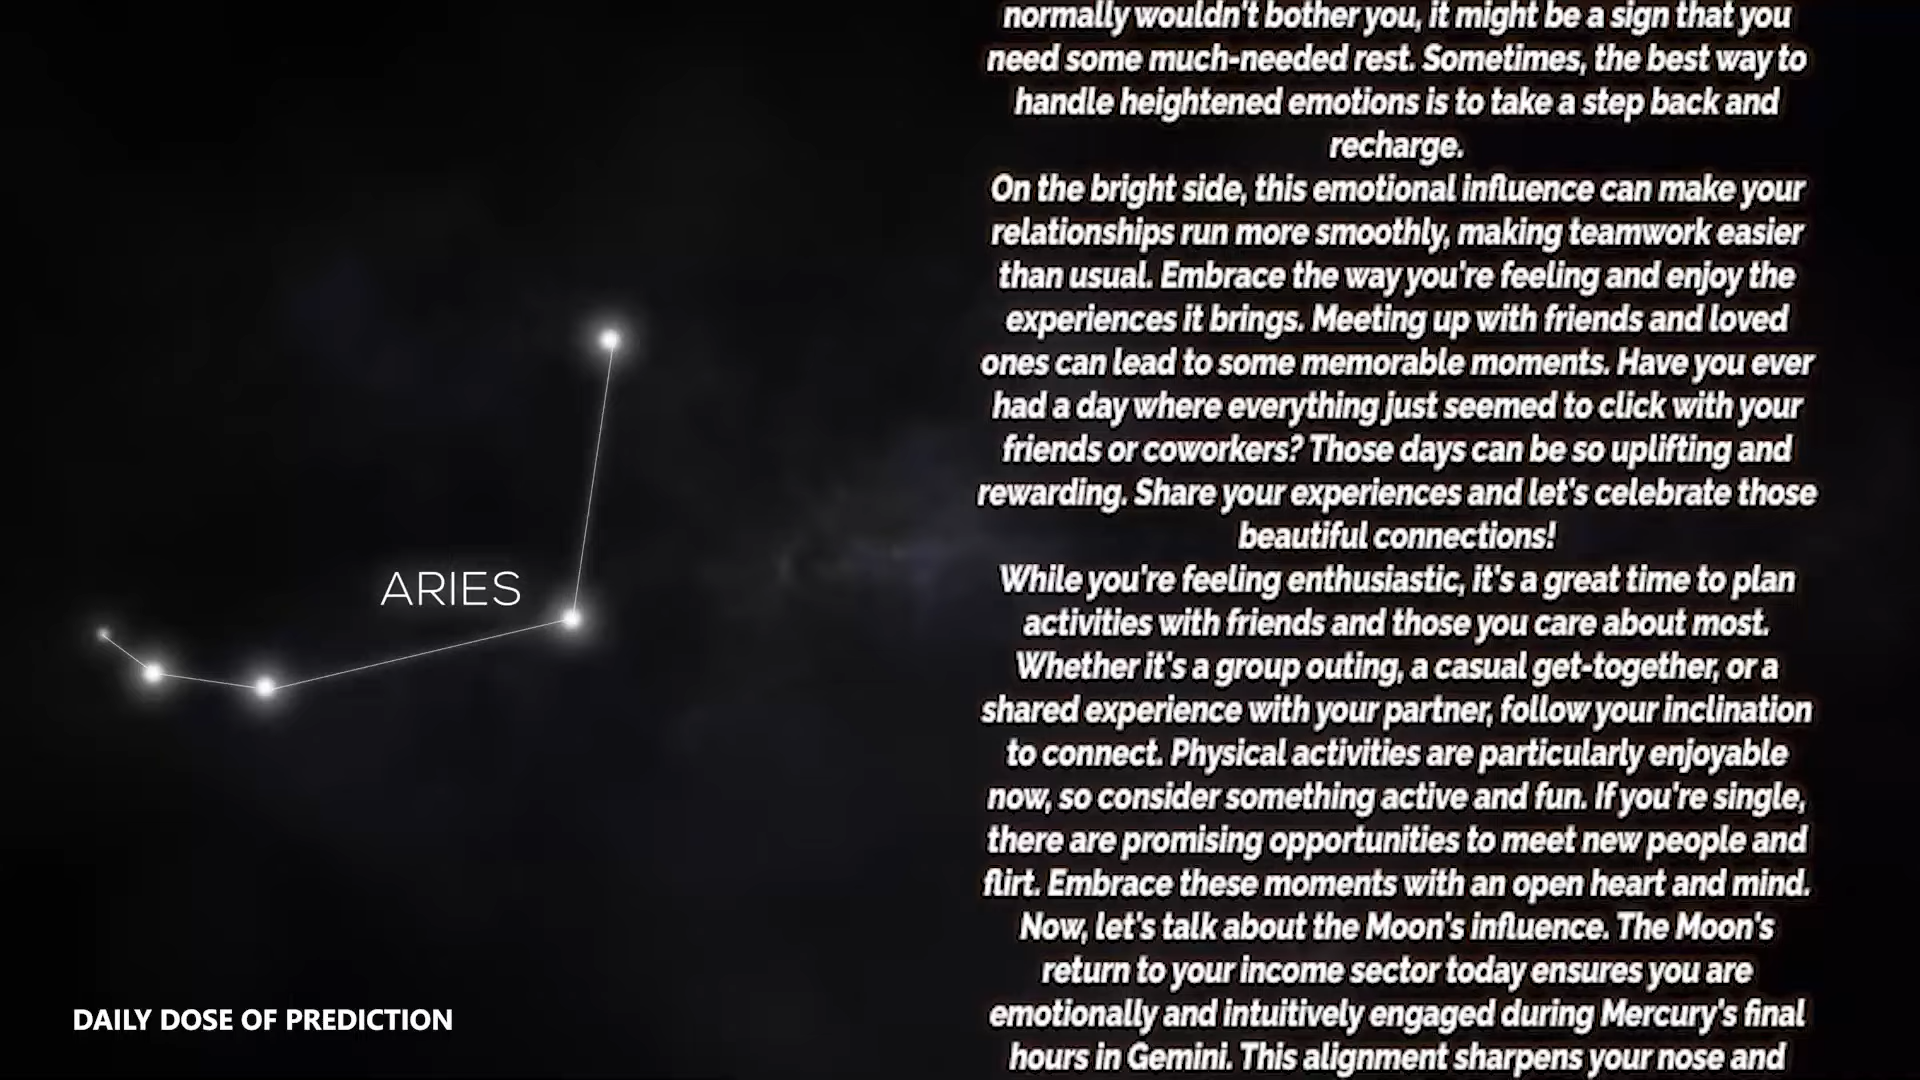 normally wouldn't bother you, it might be a sign that you
need some much-needed rest. Sometimes, the best way to
handle heightened emotions is to take a step back and
recharge.
On the bright side, this emotional influence can make your
relationships run more smoothly, making teamwork easier
than usual. Embrace the way you're feeling and enjoy the
experiences it brings. Meeting up with friends and loved
ones can lead to some memorable moments. Have you ever
had a day where everything just seemed to click with your
friends or coworkers? Those days can be so uplifting and
rewarding. Share your experiences and let's celebrate those
beautiful connections!
While you're feeling enthusiastic, it's a great time to plan
activities with friends and those you care about most.
Whether it's a group outing, a casual get-together, or a
shared experience with your partner, follow your inclination
to connect. Physical activities are particularly enjoyable
now, so consider something active and fun. If you're single,
there are promising opportunities to meet new people and
flirt. Embrace these moments with an open heart and mind.
Now, let's talk about the Moon's influence. The Moon's
return to your income sector today ensures you are
emotionally and intuitively engaged during Mercury's final
hours in Gemini. This alignment sharpens your nose and
ARIES
DAILY DOSE OF PREDICTION